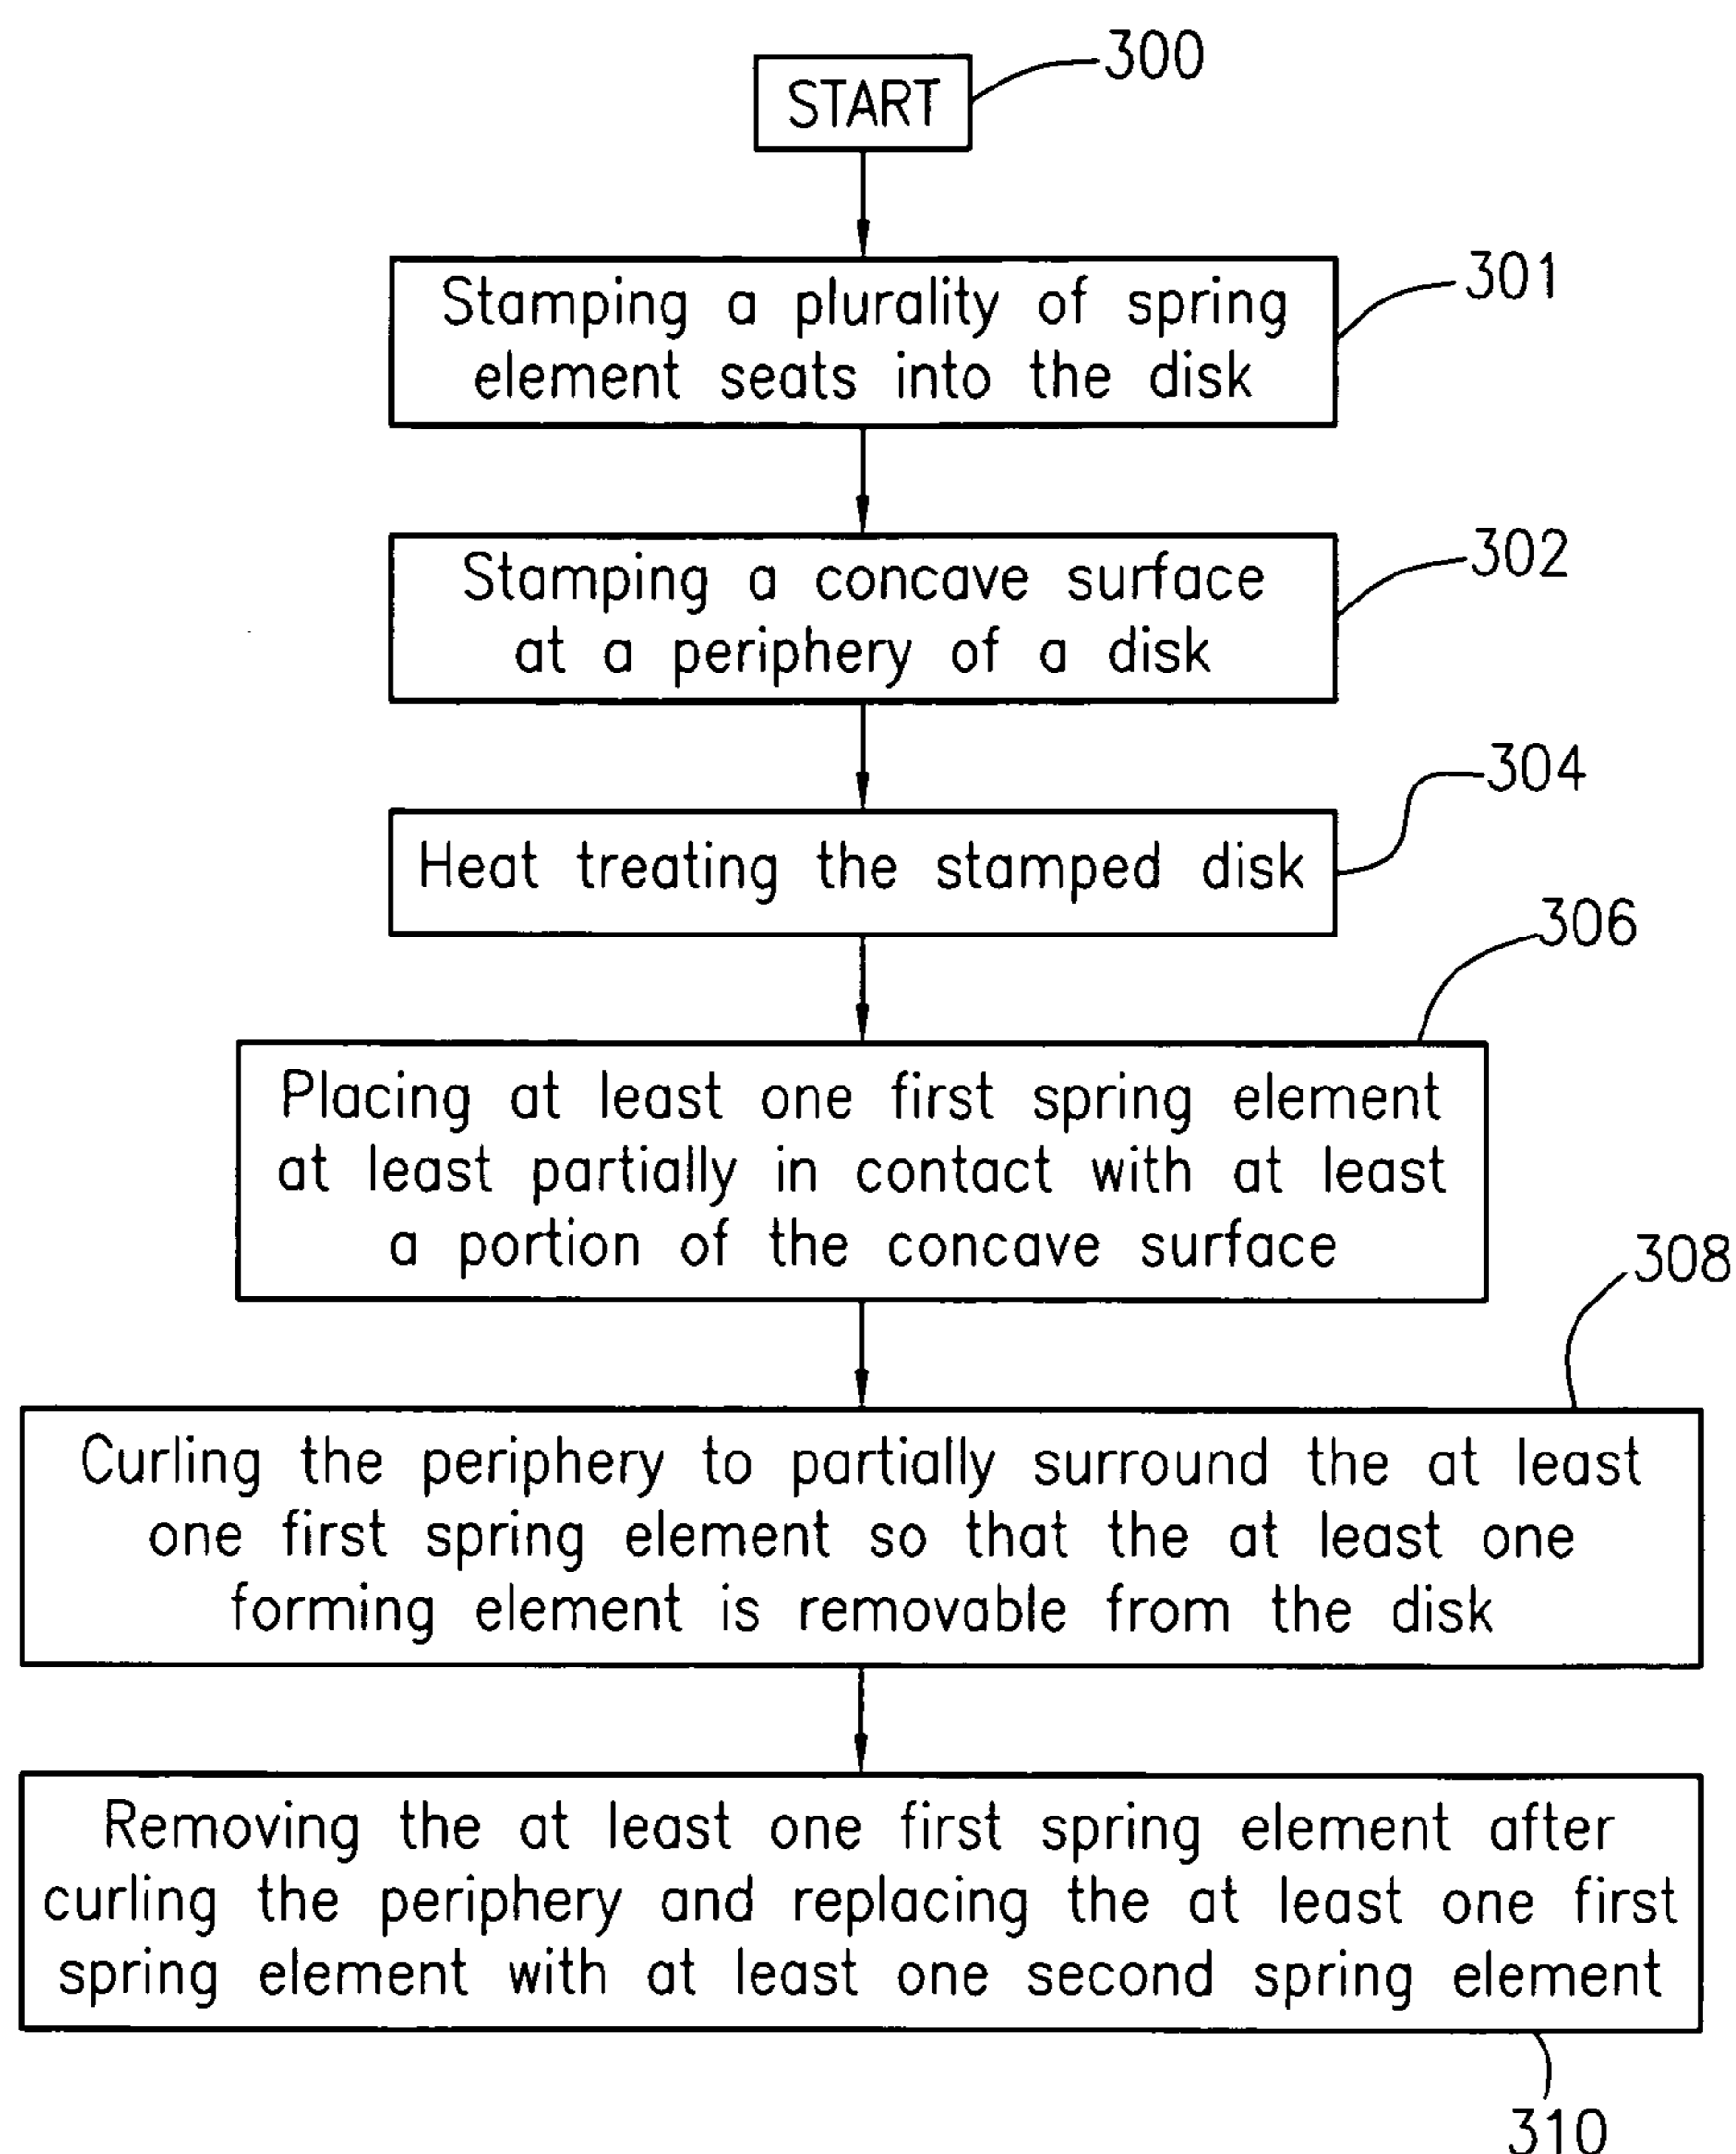 START
300
Stamping a plurality of spring
element seats into the disk
301
Stamping a concave surface
at a periphery of a disk
302
Heat treating the stamped disk
304
Placing at least one first spring element
at least partially in contact with at least
a portion of the concave surface
306
Curling the periphery to partially surround the at least
one first spring element so that the at least one
forming element is removable from the disk
308
Removing the at least one first spring element after
curling the periphery and replacing the at least one first
spring element with at least one second spring element
310